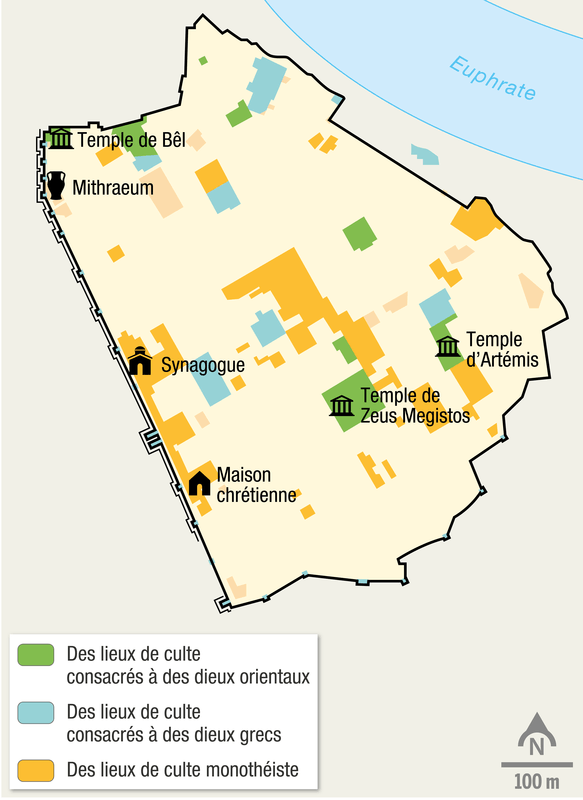 Euphrate
Temple de Bêl
Mithraeum
Synagogue
Temple
d'Artémis
Temple de
Zeus Megistos
Maison
chrétienne
Des lieux de culte
consacrés à des dieux orientaux
Des lieux de culte
consacrés à des dieux grecs
Des lieux de culte monothéiste
N
100 m